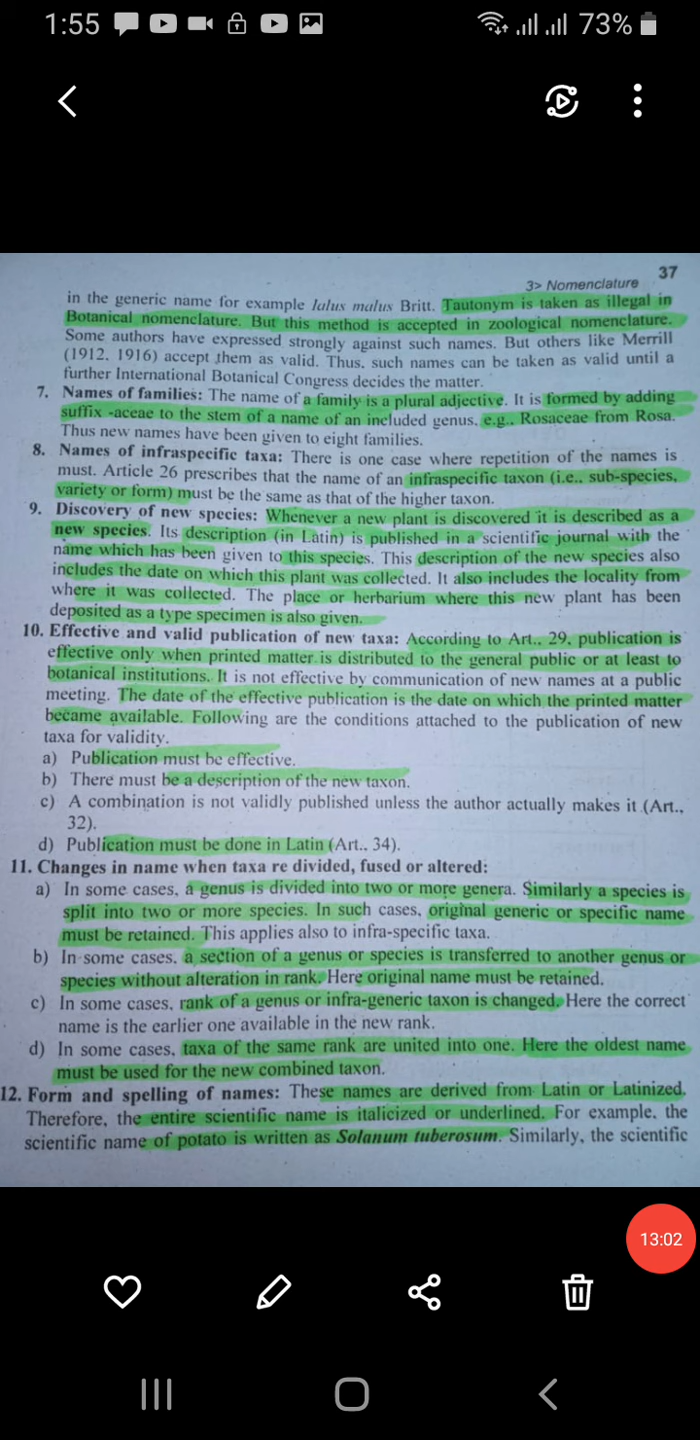 1:55
73%
37
3> Nomenclature
in the generic name for example Ialus malus Britt. Tautonym is taken as illegal in
Botanical nomenclature. But this method is accepted in zoological nomenclature.
Some authors have expressed strongly against such names. But others like Merrill
(1912, 1916) accept them as valid. Thus, such names can be taken as valid until a
further International Botanical Congress decides the matter.
7. Names of families: The name of a family is a plural adjective. It is formed by adding
suffix -aceae to the stem of a name of an included genus, e.g.. Rosaceae from Rosa.
Thus new names have been given to eight families.
8. Names of infraspecific taxa: There is one case where repetition of the names is
must. Article 26 prescribes that the name of an infraspecific taxon (i.e.. sub-species,
variety or form) must be the same as that of the higher taxon.
9. Discovery of new species: Whenever a new plant is discovered it is described as a
new species. Its description (in Latin) is published in a scientific journal with the
name which has been given to this species. This description of the new species also
includes the date on which this plant was collected. It also includes the locality from
where it was collected. The place or herbarium where this new plant has been
deposited as a type specimen is also given.
10. Effective and valid publication of new taxa: According to Art.. 29, publication is
effective only when printed matter is distributed to the general public or at least to
botanical institutions. It is not effective by communication of new names at a public
meeting. The date of the effective publication is the date on which the printed matter
became available. Following are the conditions attached to the publication of new
taxa for validity.
a) Publication must be effective.
b) There must be a description of the new taxon.
c) A combination is not validly published unless the author actually makes it (Art.,
32).
d) Publication must be done in Latin (Art.. 34).
11. Changes in name when taxa re divided, fused or altered:
a) In some cases, a genus is divided into two or more genera. Similarly a species is
split into two or more species. In such cases, original generic or specific name
must be retained. This applies also to infra-specific taxa.
b) In some cases, a section of a genus or species is transferred to another genus or
species without alteration in rank. Here original name must be retained.
c) In some cases, rank of a genus or infra-generic taxon is changed. Here the correct
name is the earlier one available in the new rank.
d) In some cases, taxa of the same rank are united into one. Here the oldest name
must be used for the new combined taxon.
12. Form and spelling of names: These names are derived from Latin or Latinized.
Therefore, the entire scientific name is italicized or underlined. For example, the
scientific name of potato is written as Solanum tuberosum. Similarly, the scientific
13:02